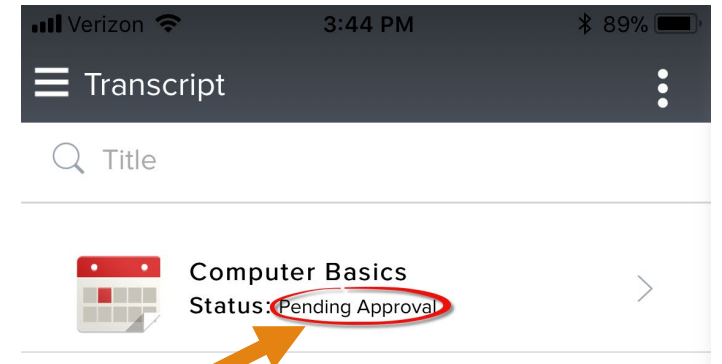 Verizon 3:44 PM 89%
Transcript
Title
Computer Basics
Status: Pending Approval